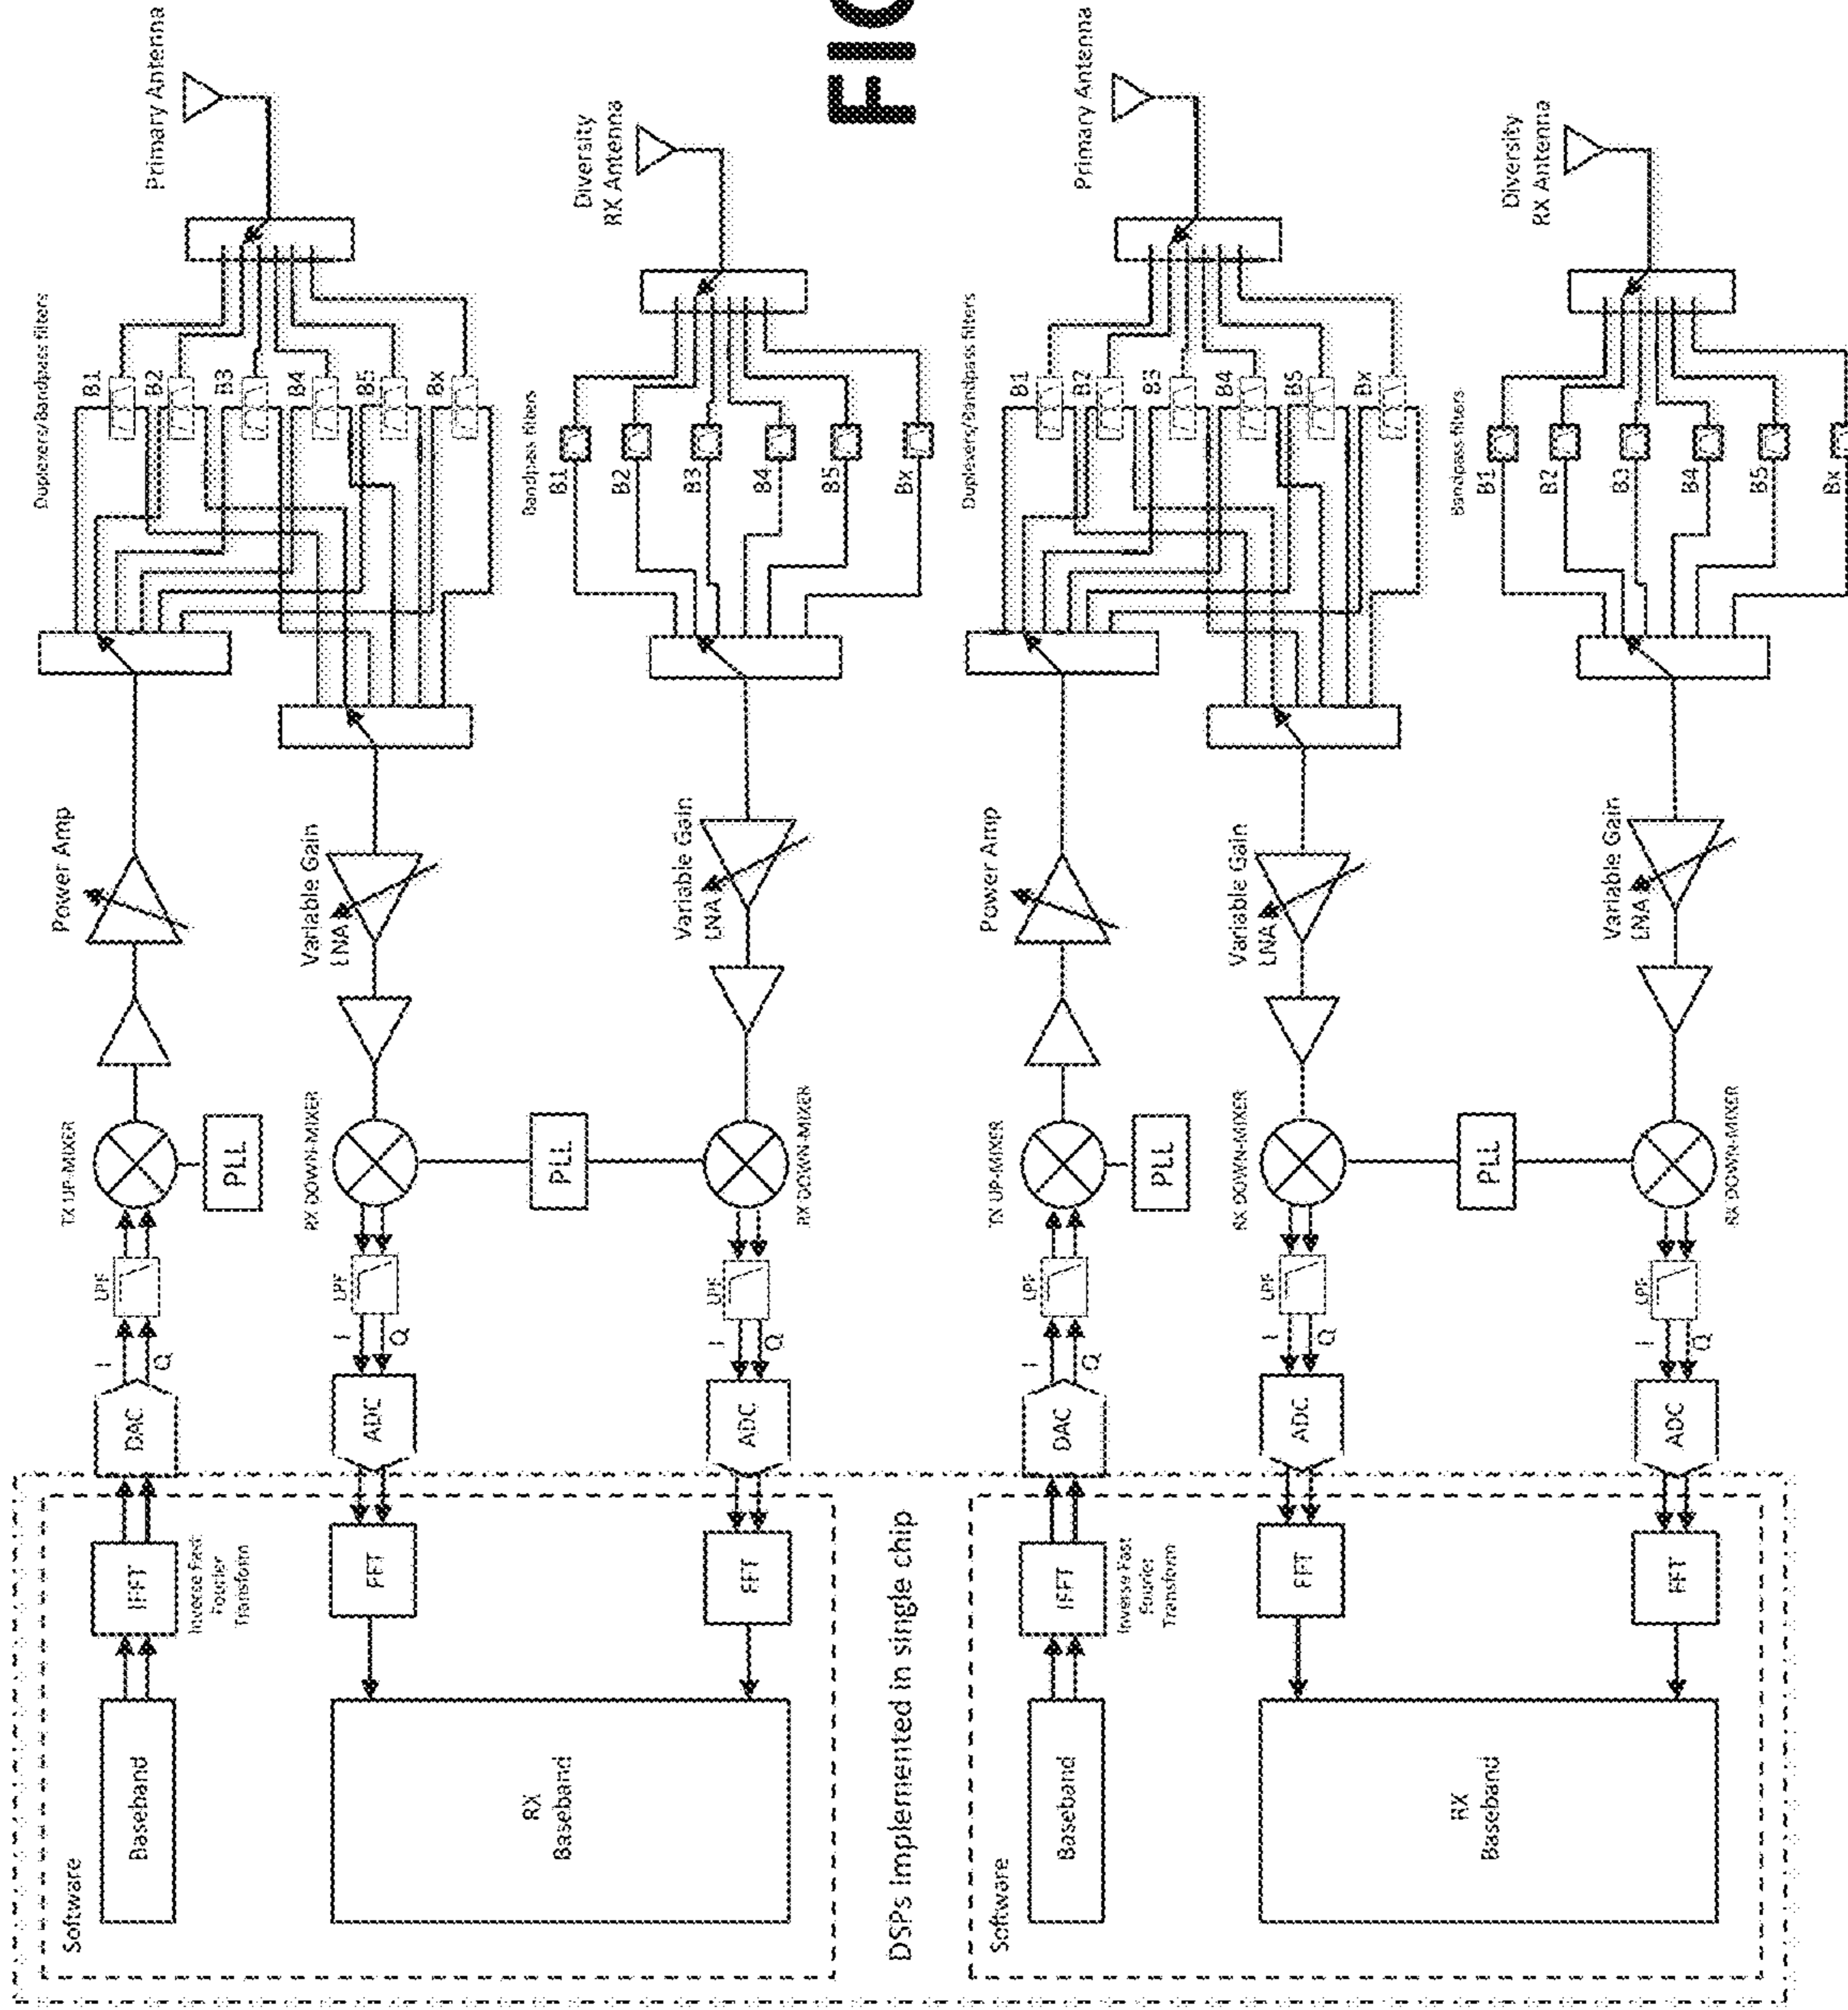 Software
Baseband
IFFT
Inverse Fast
Fourier
Transform
DAC
I
Q
LPF
TX UP-MIXER
PLL
Power Amp
Duplexers/Bandpass filters
B1
B2
B3
B4
B5
Bx
Primary Antenna
RX
Baseband
FFT
ADC
I
Q
LPF
RX DOWN-MIXER
PLL
Variable Gain
LNA
FFT
ADC
I
Q
LPF
RX DOWN-MIXER
Variable Gain
LNA
Bandpass filters
B1
B2
B3
B4
B5
Bx
Diversity
RX Antenna
DSPs implemented in single chip
FIG
Software
Baseband
IFFT
Inverse Fast
Fourier
Transform
DAC
I
Q
LPF
TX UP-MIXER
PLL
Power Amp
Duplexers/Bandpass filters
B1
B2
B3
B4
B5
Bx
Primary Antenna
RX
Baseband
FFT
ADC
I
Q
LPF
RX DOWN-MIXER
PLL
Variable Gain
LNA
FFT
ADC
I
Q
LPF
RX DOWN-MIXER
Variable Gain
LNA
Bandpass filters
B1
B2
B3
B4
B5
Bx
Diversity
RX Antenna